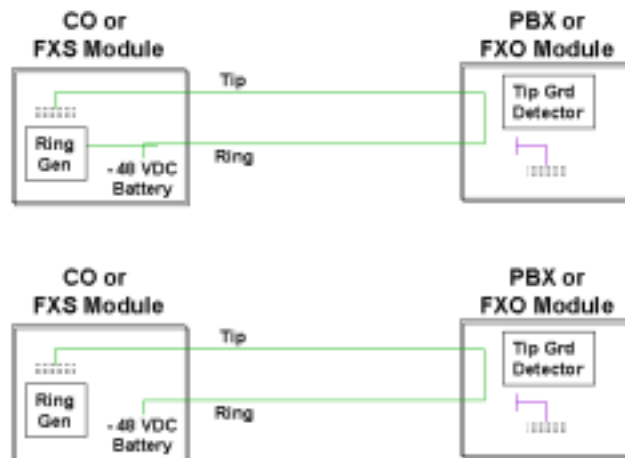 CO or
FXS Module
PBX or
FXO Module
Tip
Tip Grd
Detector
Ring
Gen
Ring
- 48 VDC
Battery
CO or
FXS Module
PBX or
FXO Module
Tip
Tip Grd
Detector
Ring
Gen
Ring
- 48 VDC
Battery